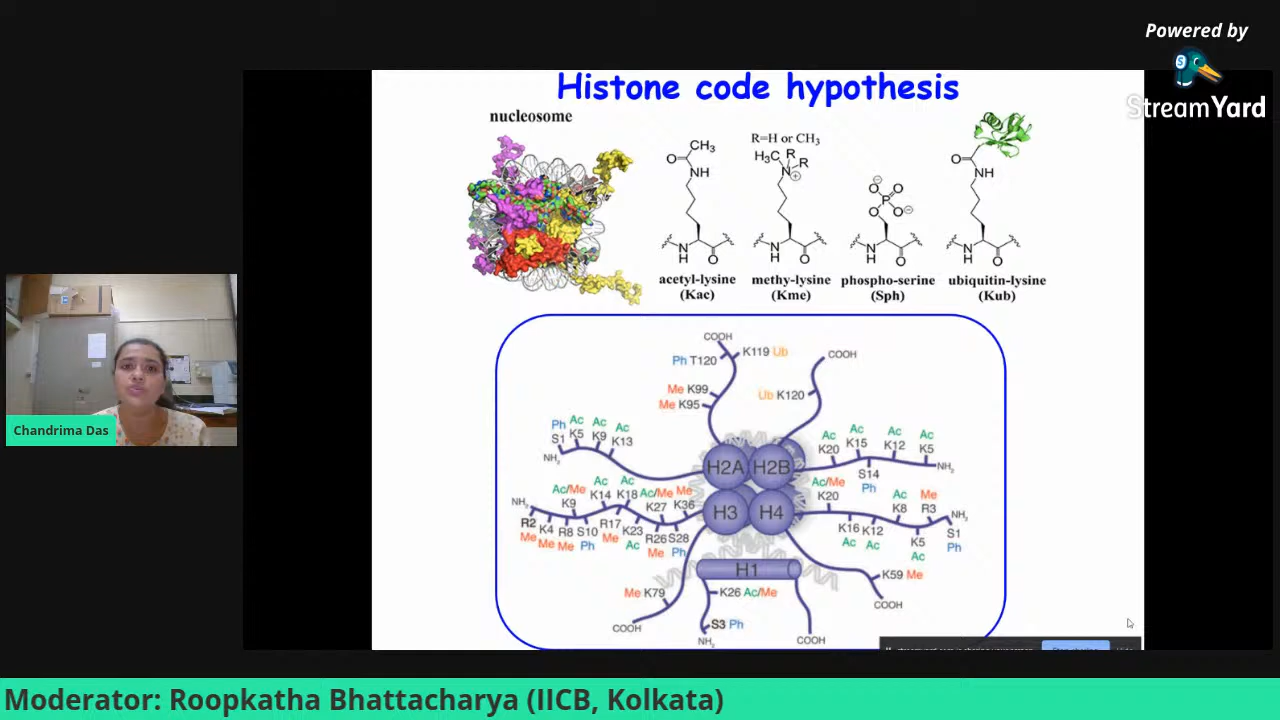 Powered by
StreamYard
Histone code hypothesis
nucleosome
R=H or CH₃
CH₃
O
NH
N
H
O
H₃C R
R
N
⊕
N
H
O
⊖
O O
P
O O ⊖
N
H
O
O
NH
N
H
O
acetyl-lysine
(Kac)
methy-lysine
(Kme)
phospho-serine
(Sph)
ubiquitin-lysine
(Kub)
COOH
Ph T120
K119 Ub
Me K99
Me K95
COOH
Ub K120
Ph Ac Ac Ac
S1 K5 K9 K13
NH₂
Ac Ac Ac Ac
K20 K15 K12 K5
S14
Ph
NH₂
H2A H2B
H3 H4
Ac/Me Ac Ac Ac/Me Me
K9 K14 K18 K27 K36
NH₂
R2 K4 R8 S10 R17 K23 R26 S28
Me Me Me Ph Me Ac Me Ph
Ac/Me Ac Me
K20 K8 R3
NH₂
K16 K12 K5 S1
Ac Ac Ac Ph
H1
Me K79
COOH
K26 Ac/Me
S3 Ph
NH₂
COOH
K59 Me
COOH
Chandrima Das
Moderator: Roopkatha Bhattacharya (IICB, Kolkata)